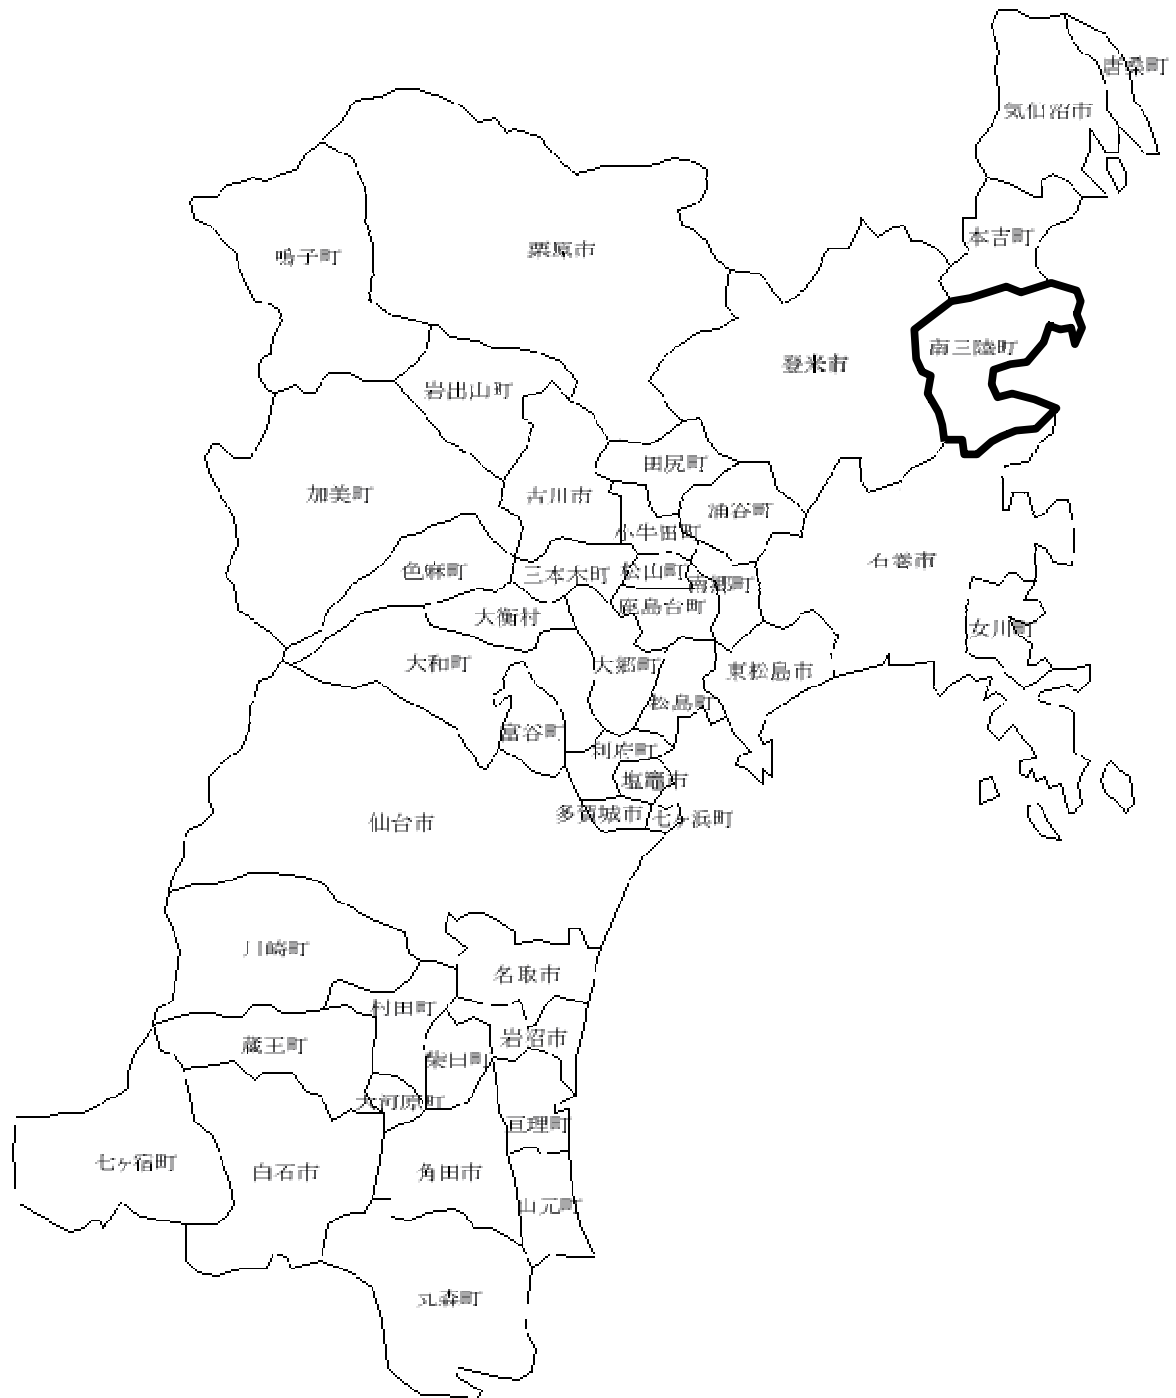 唐桑町
気仙沼市
本吉町
鳴子町
栗原市
南三陸町
登米市
岩出山町
田尻町
加美町
古川市
涌谷町
小牛田町
石巻市
色麻町
三本木町
松山町
南郷町
鹿島台町
大衡村
女川町
大和町
大郷町
東松島市
松島町
富谷町
利府町
塩竈市
多賀城市
七ヶ浜町
仙台市
川崎町
名取市
村田町
岩沼市
蔵王町
柴田町
大河原町
亘理町
七ヶ宿町
白石市
角田市
山元町
丸森町